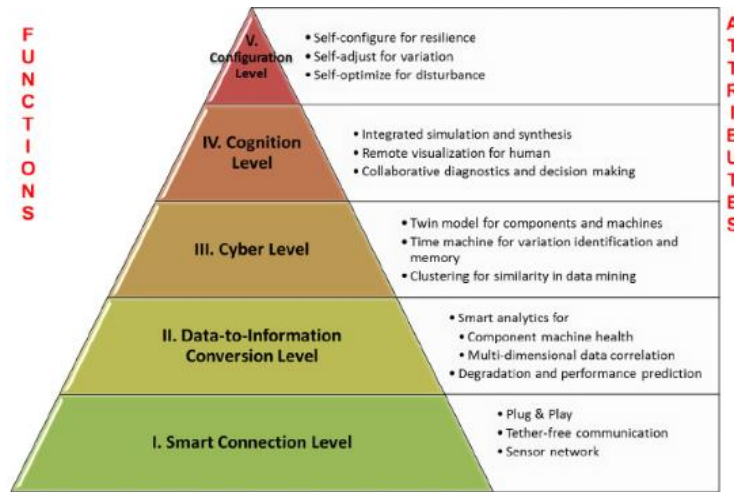 FUNCTIONS
ATTRIBUTES
V.
Configuration
Level
• Self-configure for resilience
• Self-adjust for variation
• Self-optimize for disturbance
IV. Cognition
Level
• Integrated simulation and synthesis
• Remote visualization for human
• Collaborative diagnostics and decision making
III. Cyber Level
• Twin model for components and machines
• Time machine for variation identification and
memory
• Clustering for similarity in data mining
II. Data-to-Information
Conversion Level
• Smart analytics for
• Component machine health
• Multi-dimensional data correlation
• Degradation and performance prediction
I. Smart Connection Level
• Plug & Play
• Tether-free communication
• Sensor network